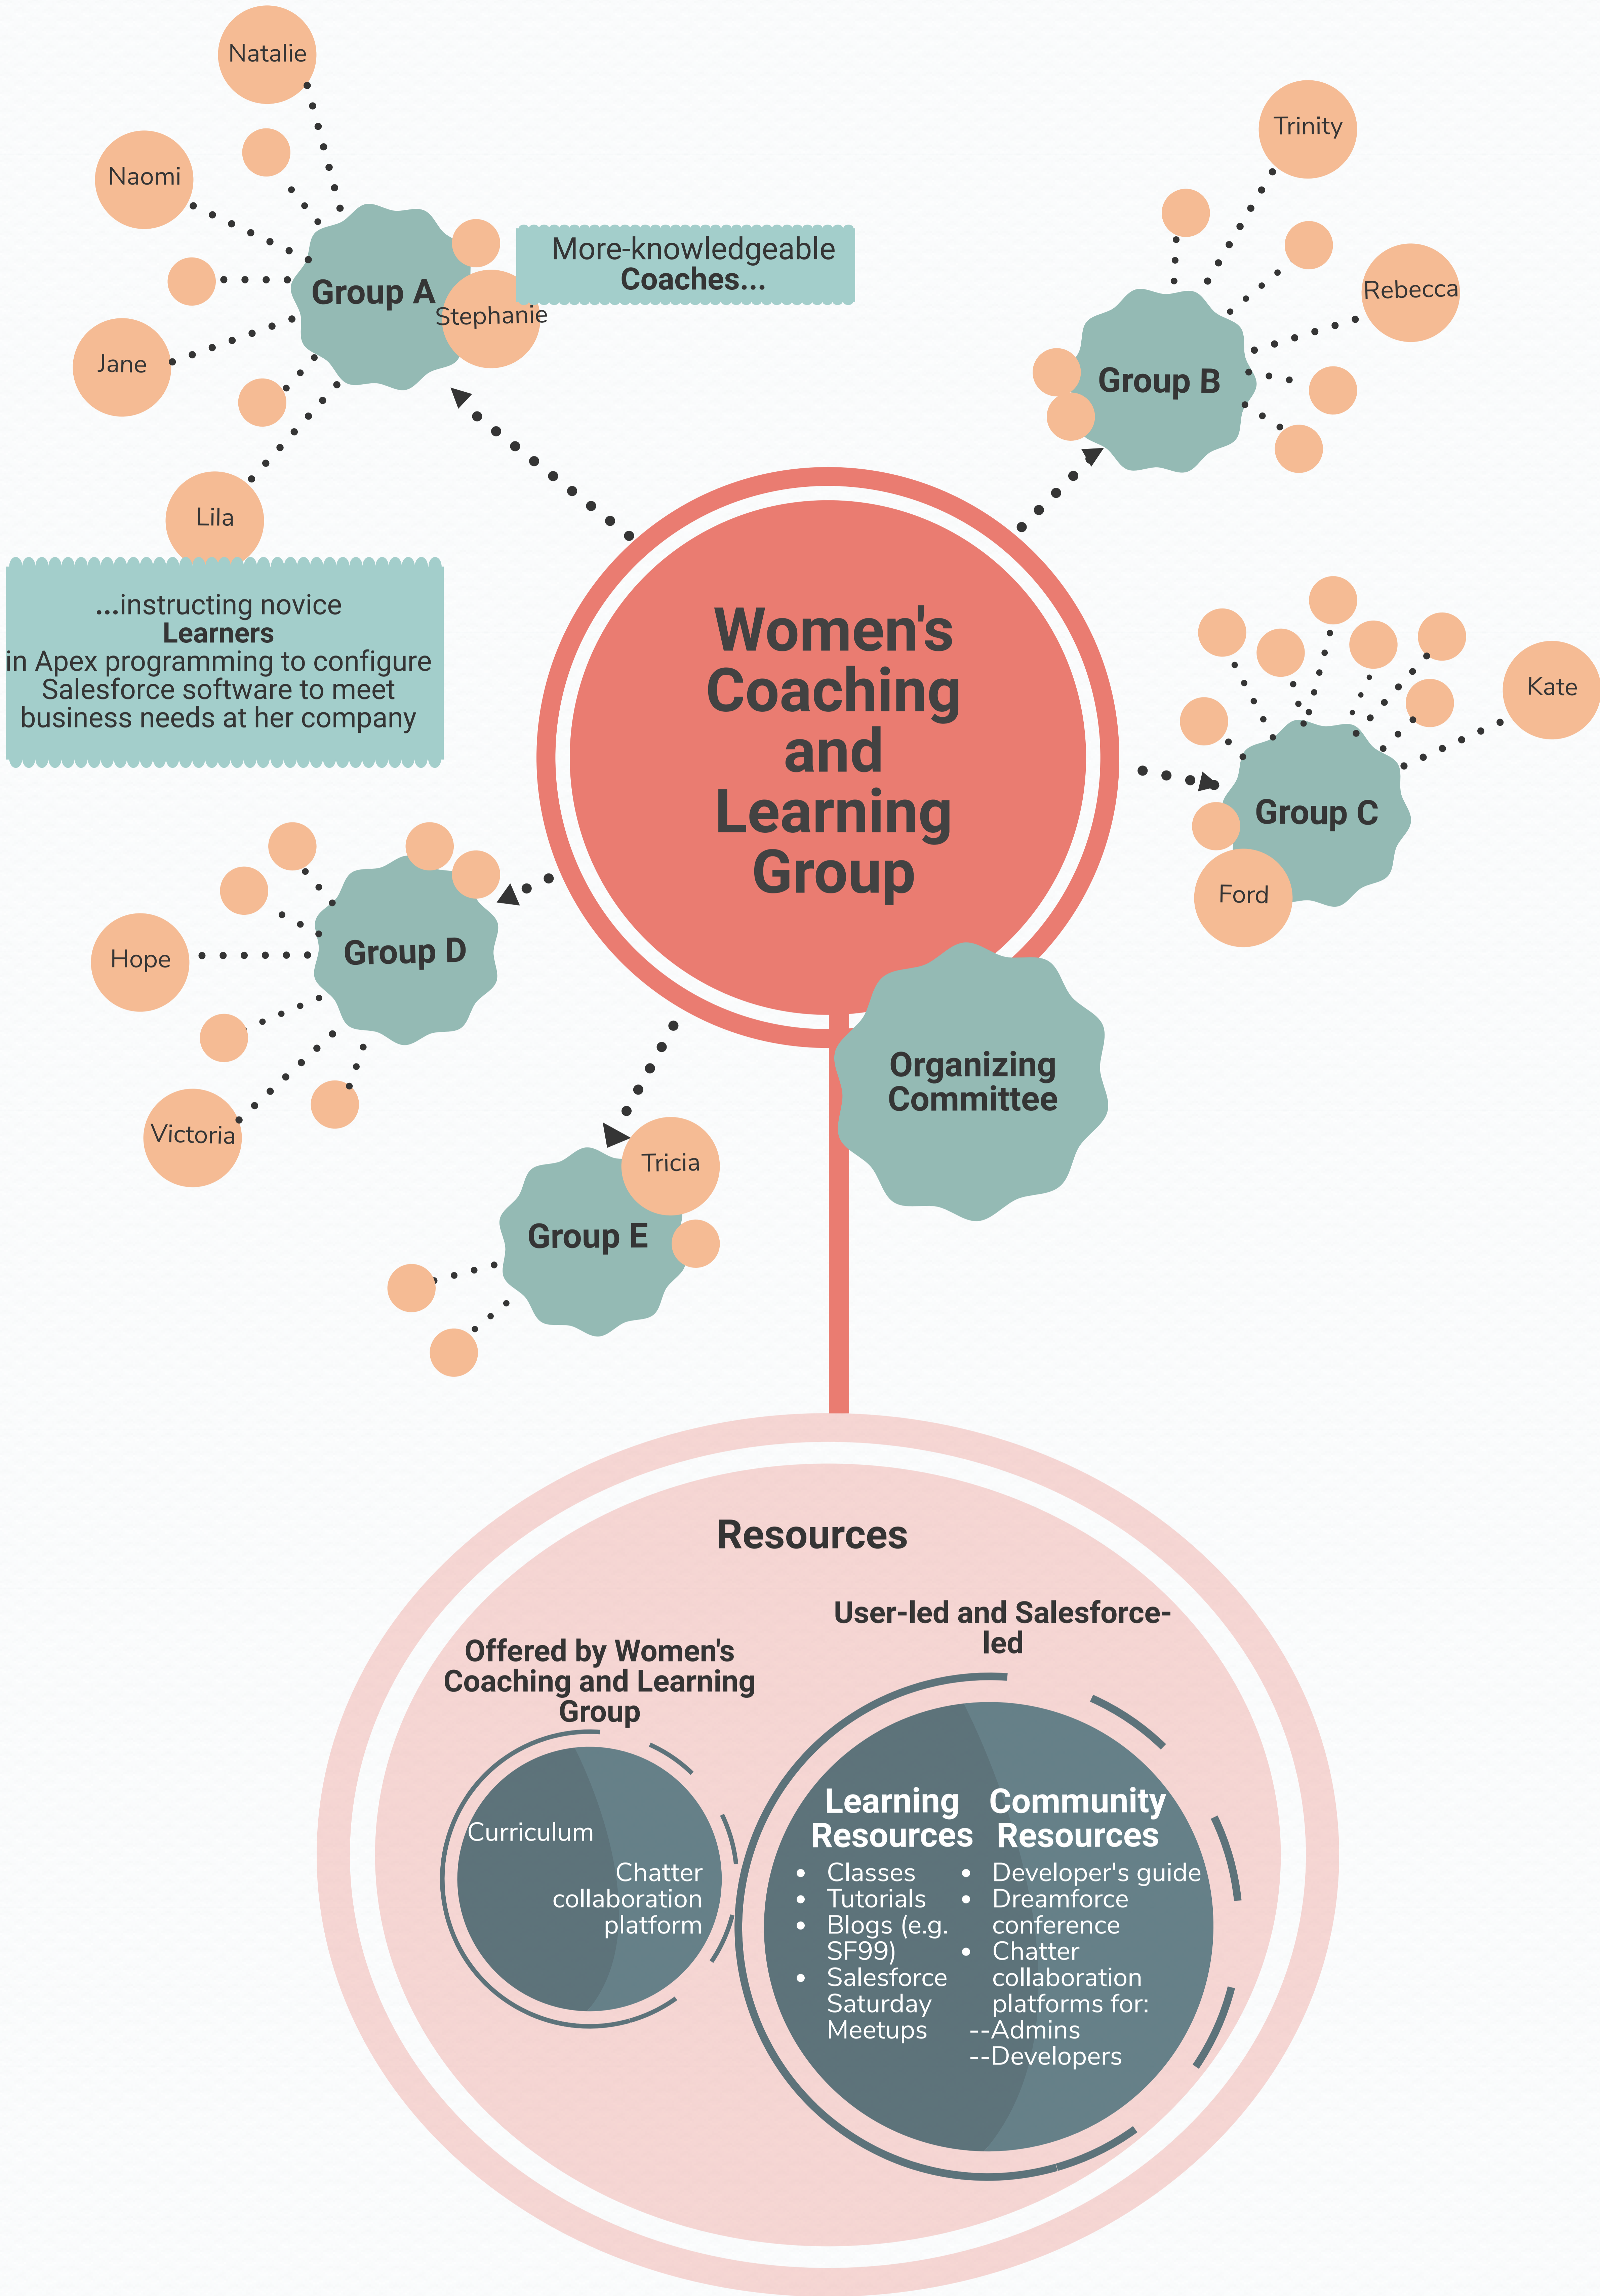 Natalie
Trinity
Naomi
More-knowledgeable
Coaches...
Rebecca
Group A
Stephanie
Jane
Group B
Lila
...instructing novice
Learners
in Apex programming to configure
Salesforce software to meet
business needs at her company
Women's
Coaching
and
Learning
Group
Kate
Group C
Ford
Group D
Hope
Victoria
Organizing
Committee
Tricia
Group E
Resources
Offered by Women's
Coaching and Learning
Group
Curriculum
Chatter
collaboration
platform
User-led and Salesforce-
led
Learning
Resources
• Classes
• Tutorials
• Blogs (e.g.
SF99)
• Salesforce
Saturday
Meetups
Community
Resources
• Developer's guide
• Dreamforce
conference
• Chatter
collaboration
platforms for:
--Admins
--Developers